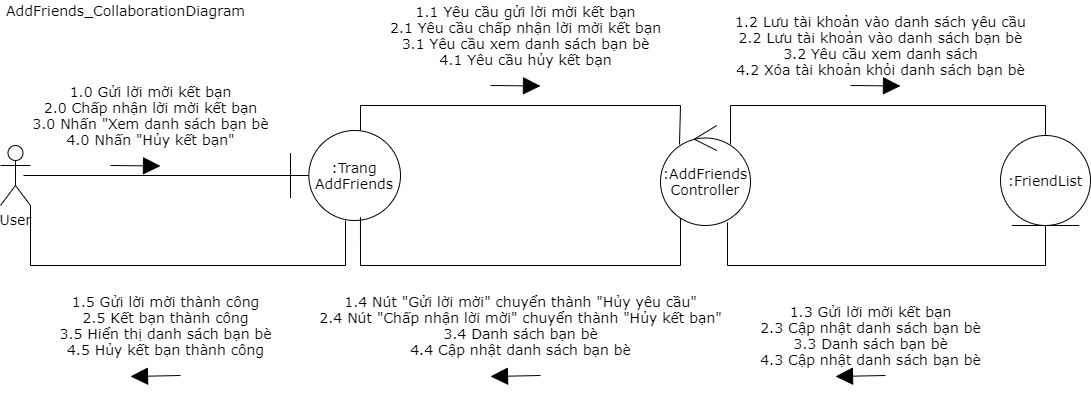 AddFriends_CollaborationDiagram
1.1 Yêu cầu gửi lời mời kết bạn
2.1 Yêu cầu chấp nhận lời mời kết bạn
3.1 Yêu cầu xem danh sách bạn bè
4.1 Yêu cầu hủy kết bạn
1.2 Lưu tài khoản vào danh sách yêu cầu
2.2 Lưu tài khoản vào danh sách bạn bè
3.2 Yêu cầu xem danh sách
4.2 Xóa tài khoản khỏi danh sách bạn bè
1.0 Gửi lời mời kết bạn
2.0 Chấp nhận lời mời kết bạn
3.0 Nhấn "Xem danh sách bạn bè
4.0 Nhấn "Hủy kết bạn"
User
:Trang
AddFriends
:AddFriends
Controller
:FriendList
1.5 Gửi lời mời thành công
2.5 Kết bạn thành công
3.5 Hiển thị danh sách bạn bè
4.5 Hủy kết bạn thành công
1.4 Nút "Gửi lời mời" chuyển thành "Hủy yêu cầu"
2.4 Nút "Chấp nhận lời mời" chuyển thành "Hủy kết bạn"
3.4 Danh sách bạn bè
4.4 Cập nhật danh sách bạn bè
1.3 Gửi lời mời kết bạn
2.3 Cập nhật danh sách bạn bè
3.3 Danh sách bạn bè
4.3 Cập nhật danh sách bạn bè